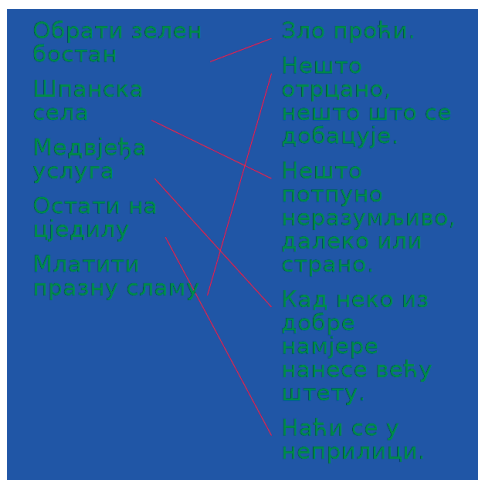 Обрати зелен
бостан
Шпанска
села
Медвјеђа
услуга
Остати на
цједилу
Млатити
празну сламу
Зло проћи.
Нешто
отрцано,
нешто што се
добацује.
Нешто
потпуно
неразумљиво,
далеко или
страно.
Кад неко из
добре
намјере
нанесе већу
штету.
Наћи се у
неприлици.